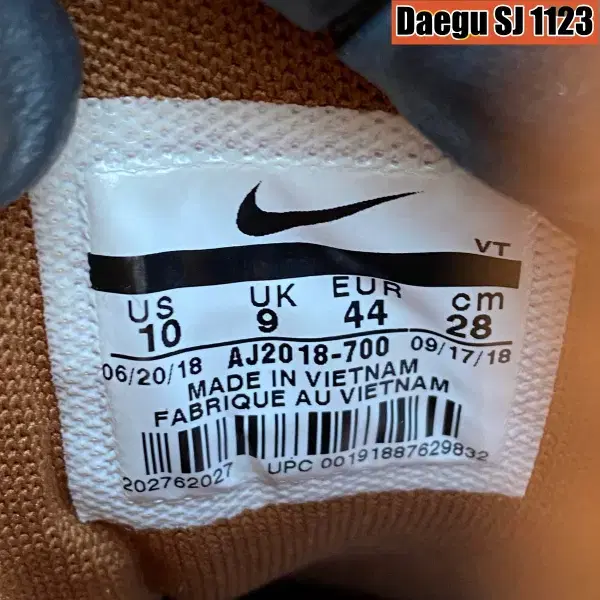 Daegu SJ 1123
VT
US UK EUR cm
10 9 44 28
06/20/18 AJ2018-700 09/17/18
MADE IN VIETNAM
FABRIQUE AU VIETNAM
202762027 UPC 00191887629832